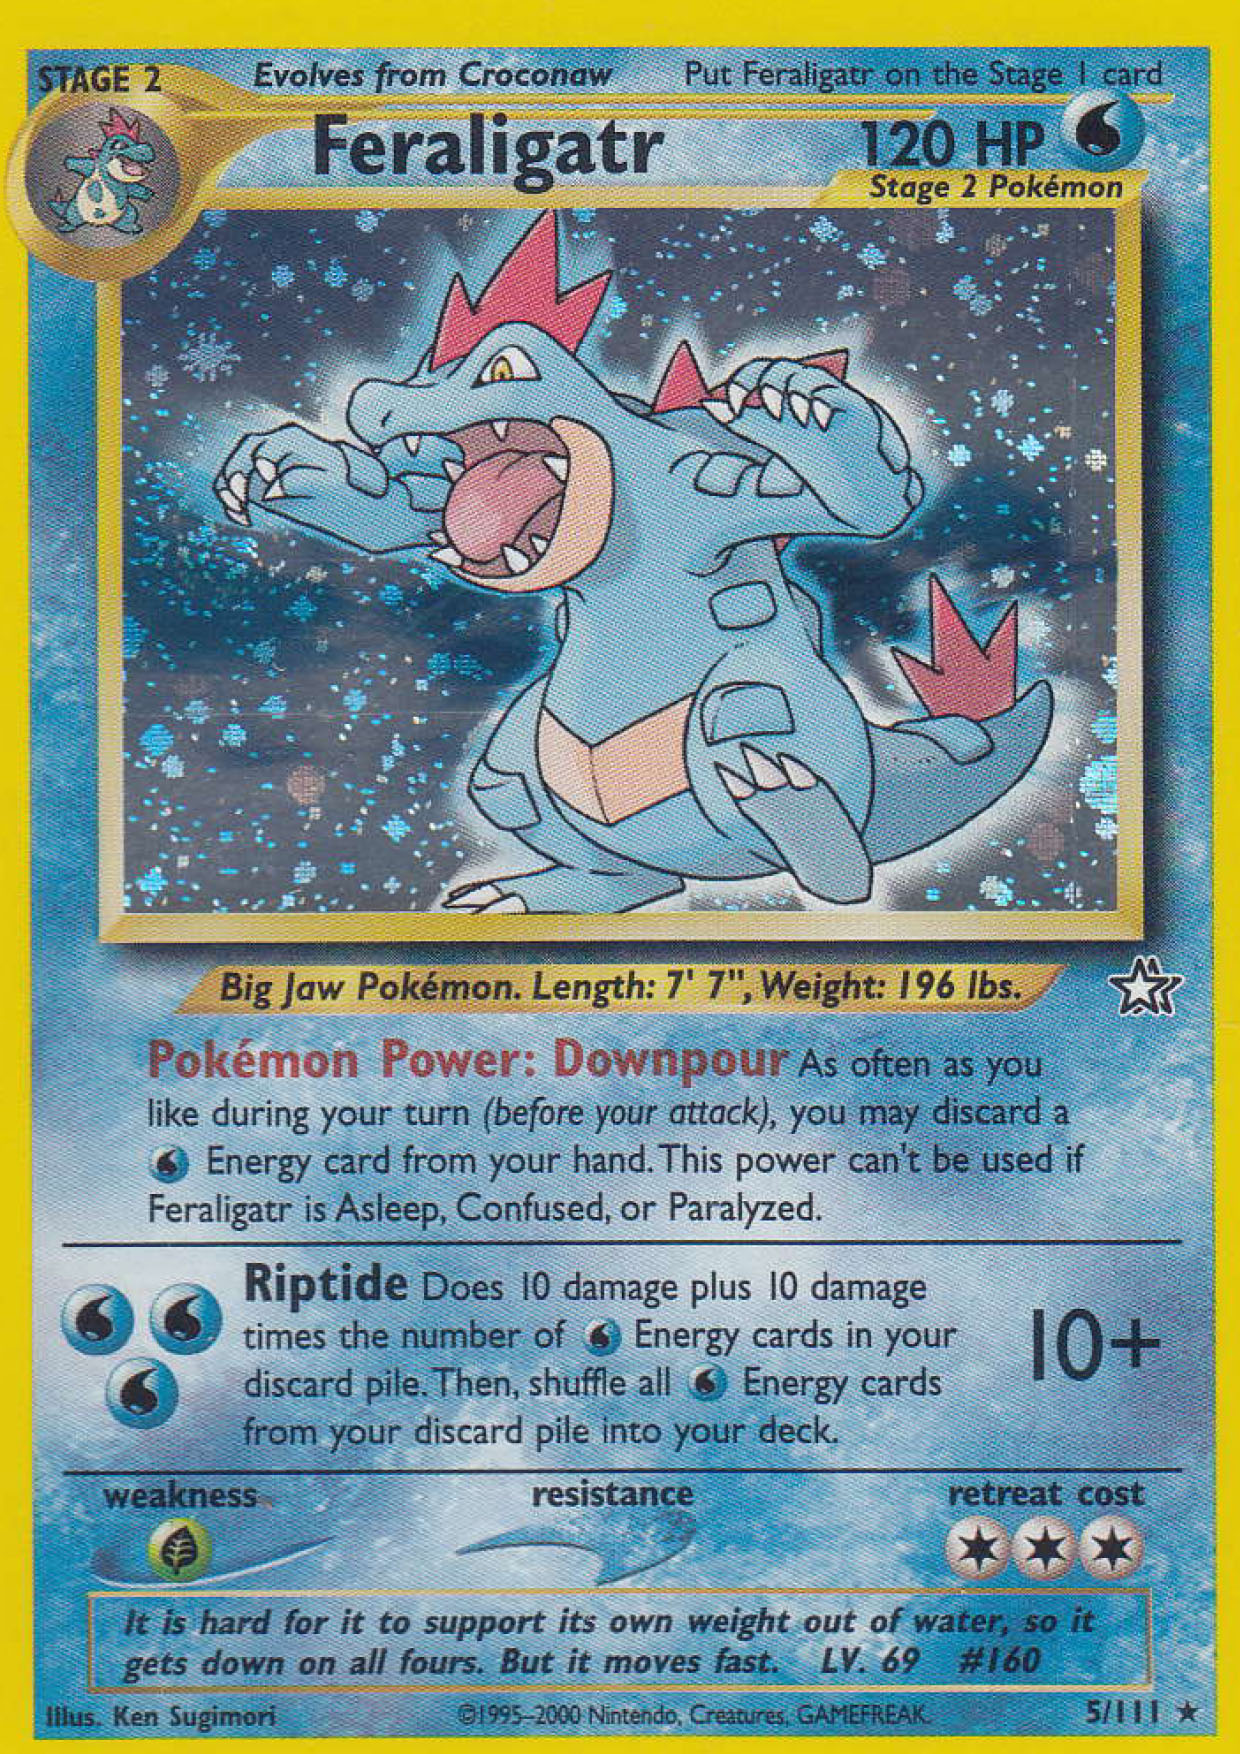 STAGE 2 Evolves from Croconaw Put Feraligatr on the Stage 1 card
Feraligatr 120 HP
Stage 2 Pokémon
Big Jaw Pokémon. Length: 7' 7", Weight: 196 lbs.
Pokémon Power: Downpour As often as you
like during your turn (before your attack), you may discard a
Energy card from your hand. This power can't be used if
Feraligatr is Asleep, Confused, or Paralyzed.
Riptide Does 10 damage plus 10 damage
times the number of Energy cards in your
discard pile. Then, shuffle all Energy cards
from your discard pile into your deck.
10+
weakness resistance retreat cost
It is hard for it to support its own weight out of water, so it
gets down on all fours. But it moves fast. LV. 69 #160
Illus. Ken Sugimori ©1995–2000 Nintendo, Creatures, GAMEFREAK. 5/111 ★